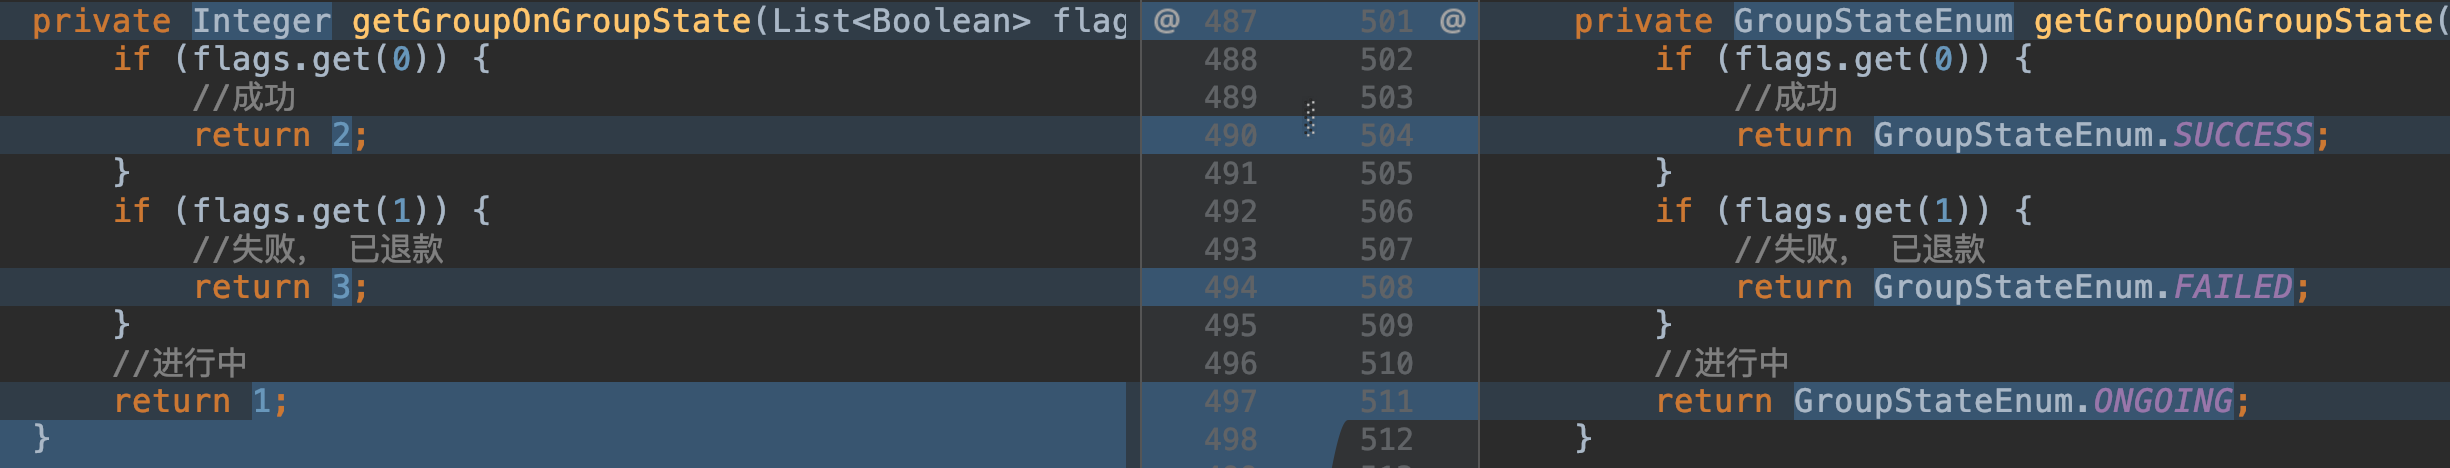 private Integer getGroupOnGroupState(List<Boolean> flag @ 487 501 @ private GroupStateEnum getGroupOnGroupState(
if (flags.get(0)) { 488 502 if (flags.get(0)) {
//成功 489 503 //成功
return 2; 490 504 return GroupStateEnum.SUCCESS;
} 491 505 }
if (flags.get(1)) { 492 506 if (flags.get(1)) {
//失败， 已退款 493 507 //失败， 已退款
return 3; 494 508 return GroupStateEnum.FAILED;
} 495 509 }
//进行中 496 510 //进行中
return 1; 497 511 return GroupStateEnum.ONGOING;
} 498 512 }